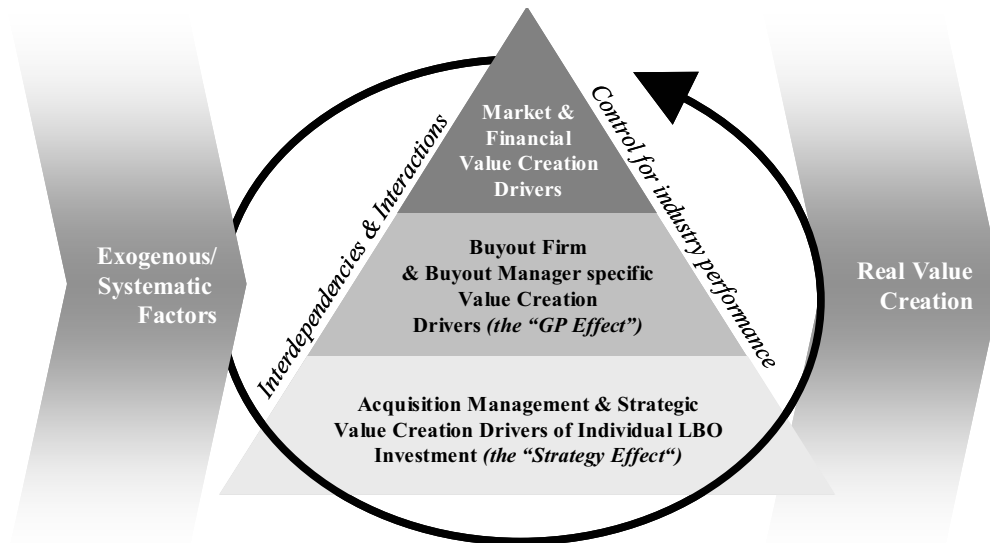 Exogenous/
Systematic
Factors
Interdependencies & Interactions
Market &
Financial
Value Creation
Drivers
Buyout Firm
& Buyout Manager specific
Value Creation
Drivers (the “GP Effect”)
Acquisition Management & Strategic
Value Creation Drivers of Individual LBO
Investment (the “Strategy Effect“)
Control for industry performance
Real Value
Creation